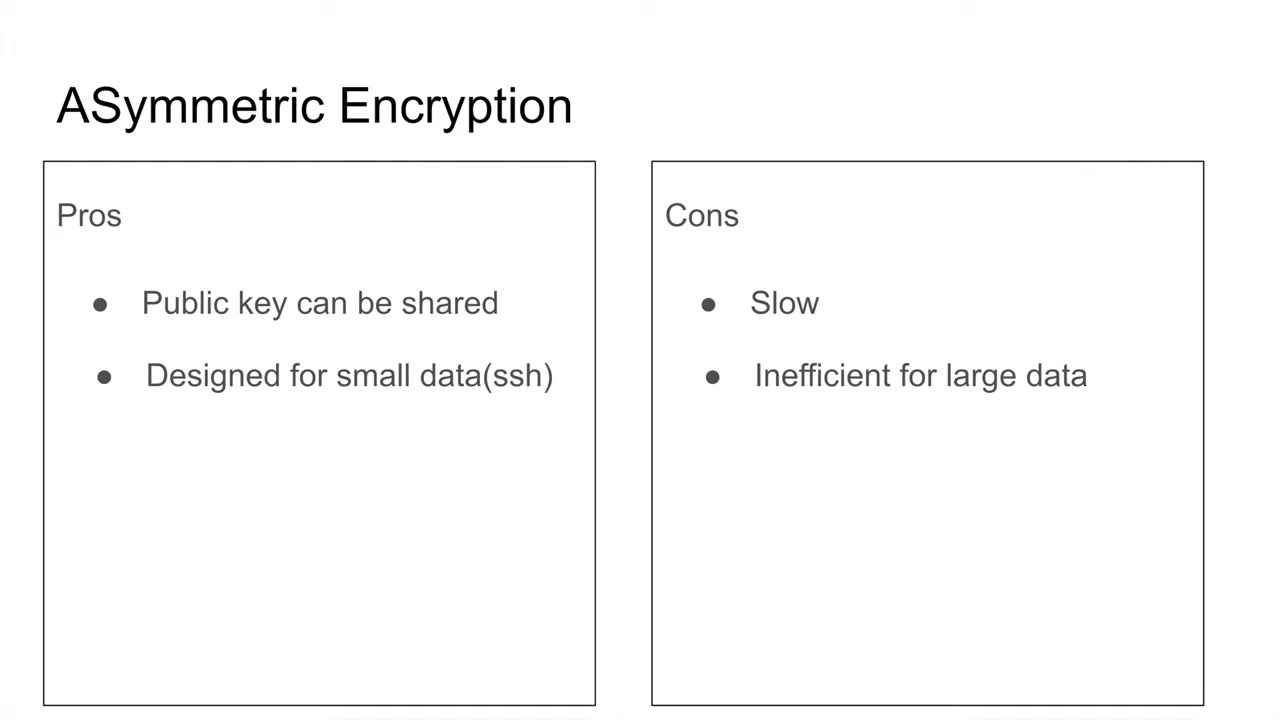 ASymmetric Encryption
Pros
● Public key can be shared
● Designed for small data(ssh)
Cons
● Slow
● Inefficient for large data